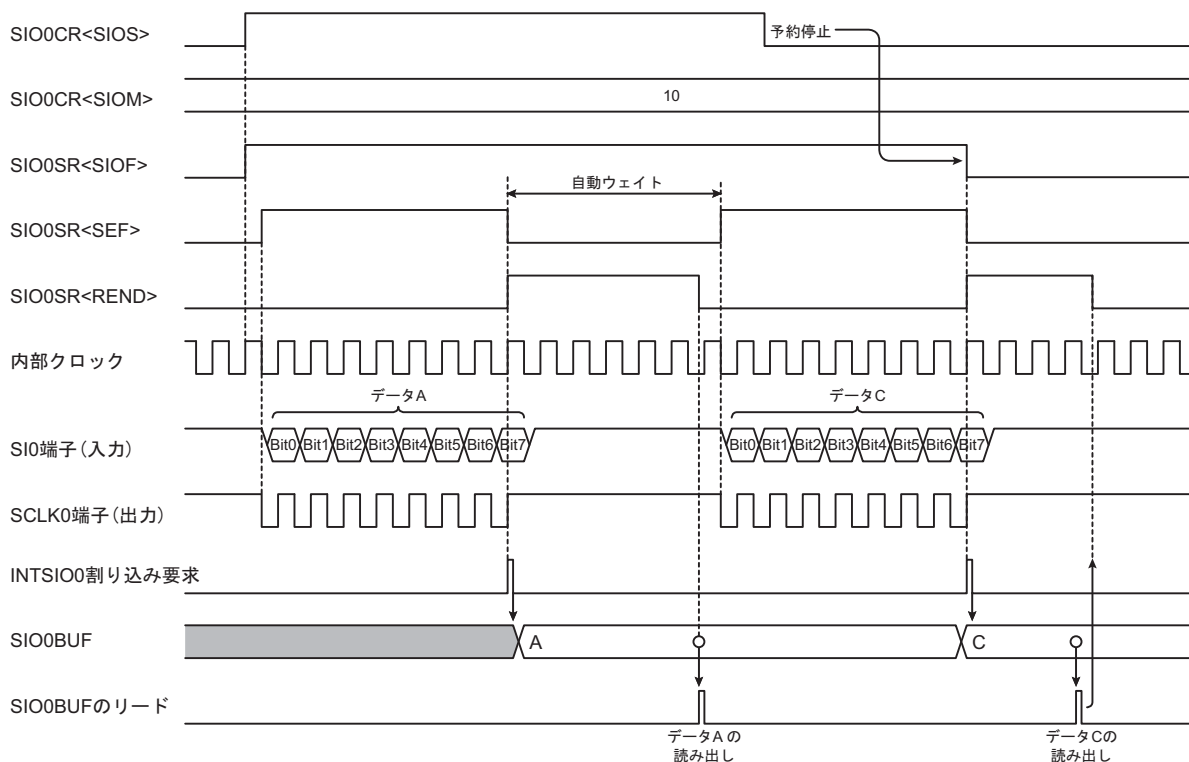 SIO0CR<SIOS>
予約停止
SIO0CR<SIOM>
10
SIO0SR<SIOF>
自動ウェイト
SIO0SR<SEF>
SIO0SR<REND>
内部クロック
データA
データC
SI0端子(入力)
Bit0 Bit1 Bit2 Bit3 Bit4 Bit5 Bit6 Bit7
Bit0 Bit1 Bit2 Bit3 Bit4 Bit5 Bit6 Bit7
SCLK0端子(出力)
INTSIO0割り込み要求
SIO0BUF
A
C
SIO0BUFのリード
データA の
読み出し
データCの
読み出し